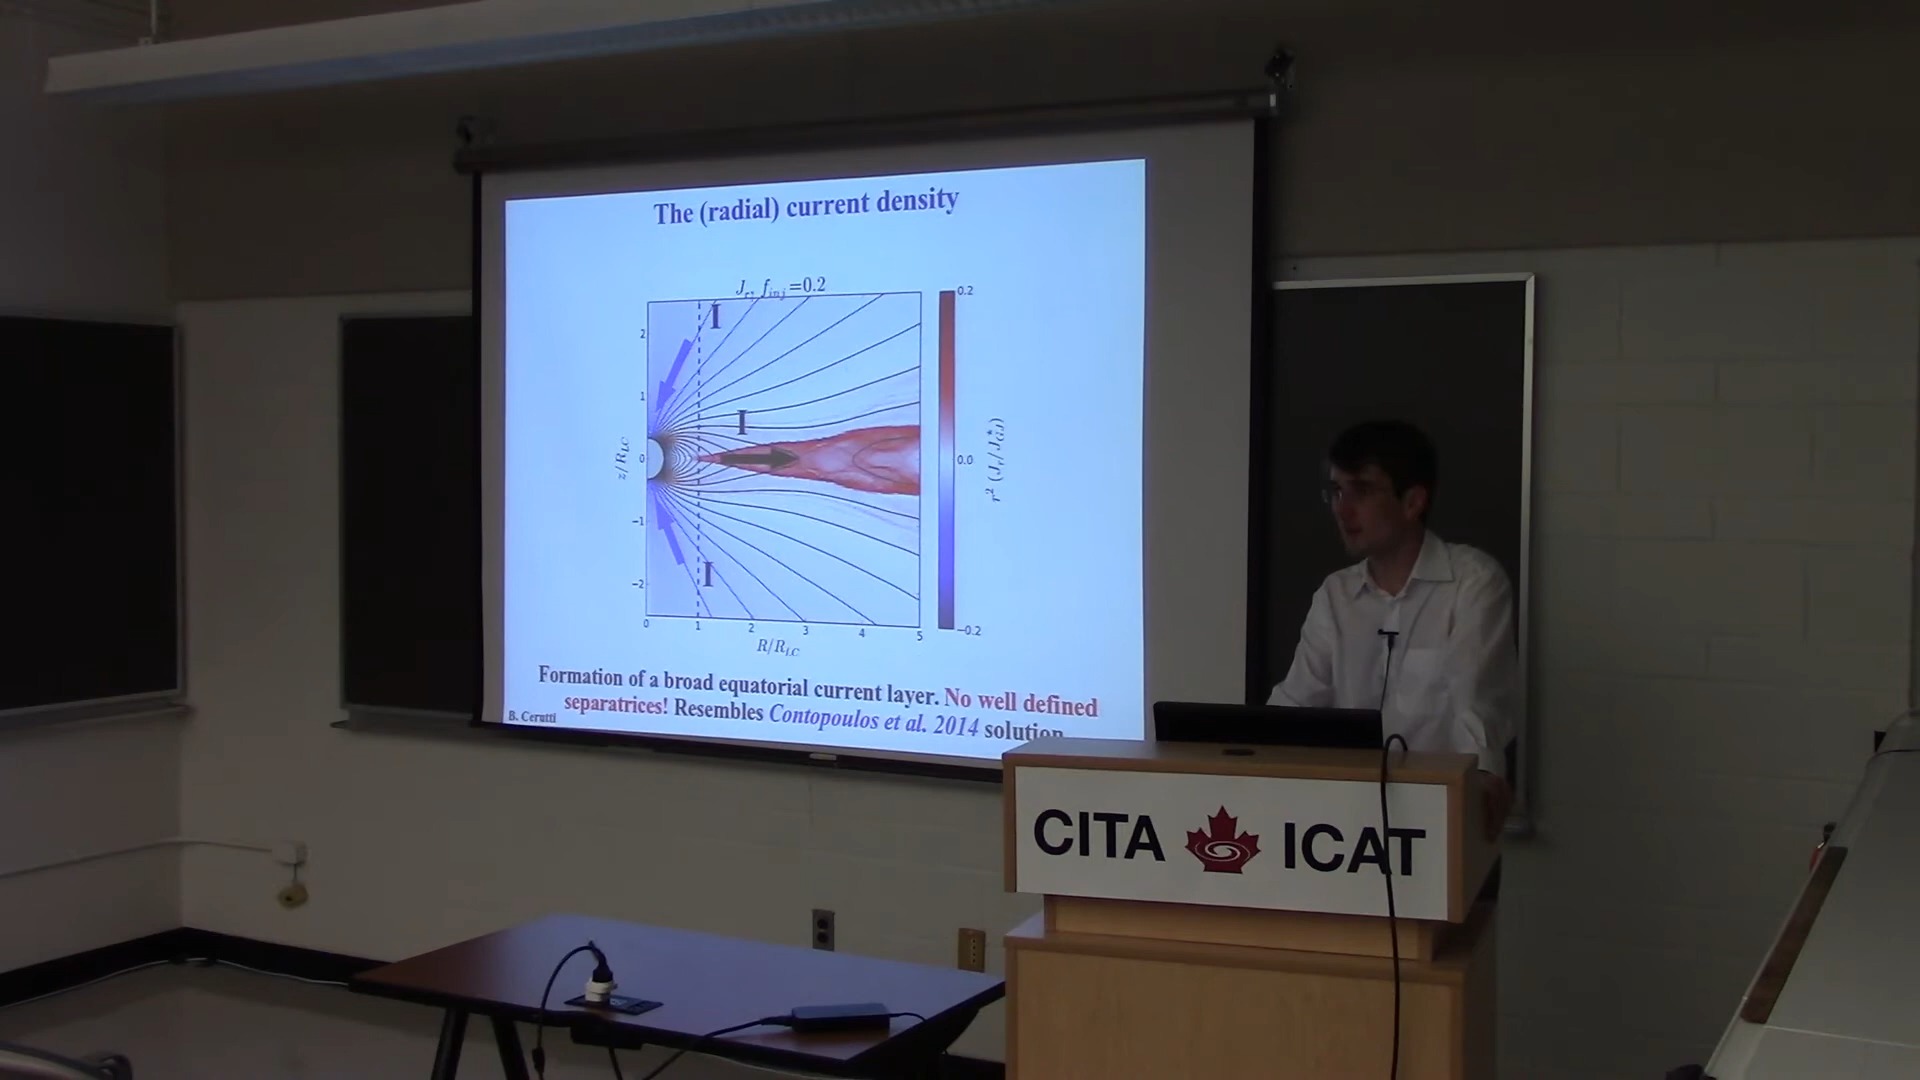 The (radial) current density
J_r, f_inj=0.2
I
I
I
2
1
0
−1
−2
z/R_LC
0 1 2 3 4 5
R/R_LC
0.2
0.0
−0.2
r² (J_r/J*_GJ)
Formation of a broad equatorial current layer. No well defined
separatrices! Resembles Contopoulos et al. 2014 solution
B. Cerutti
CITA ICAT